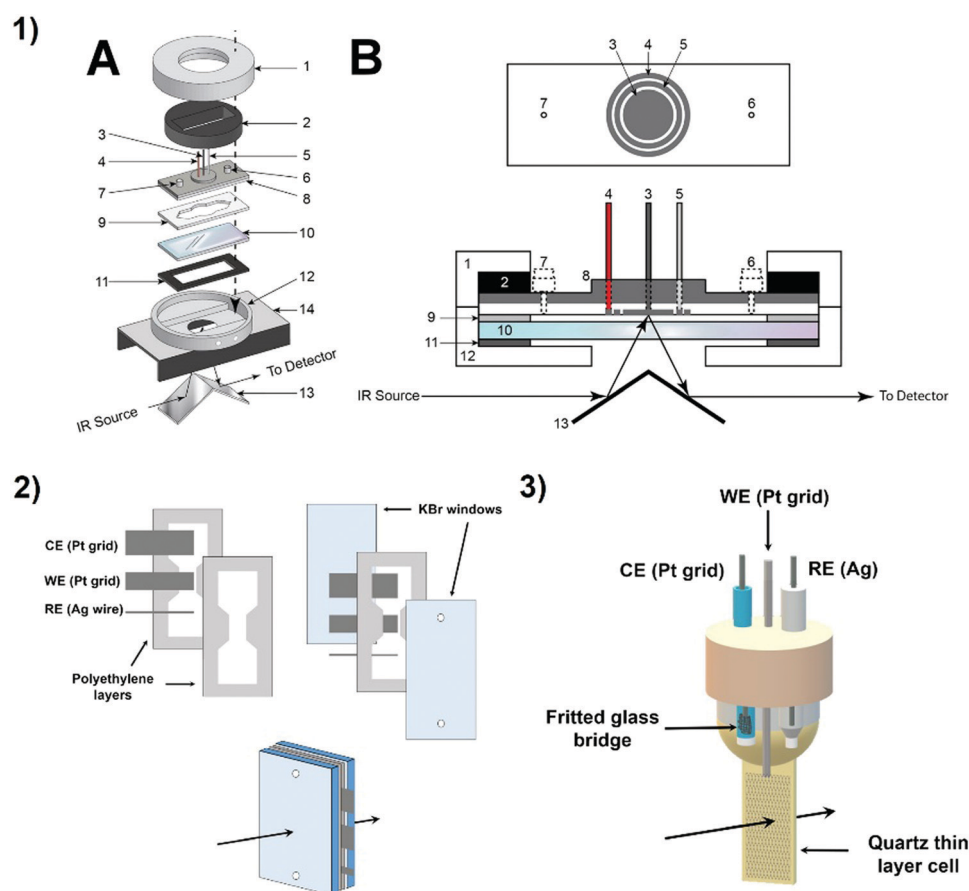 1)
A
1
2
3
5
4
6
7
8
9
10
11
12
14
To Detector
13
IR Source
B
3
4
5
7
6
4
3
5
1
7
6
2
8
9
10
11
12
IR Source
To Detector
13
2)
CE (Pt grid)
WE (Pt grid)
RE (Ag wire)
Polyethylene
layers
KBr windows
3)
WE (Pt grid)
CE (Pt grid)
RE (Ag)
Fritted glass
bridge
Quartz thin
layer cell